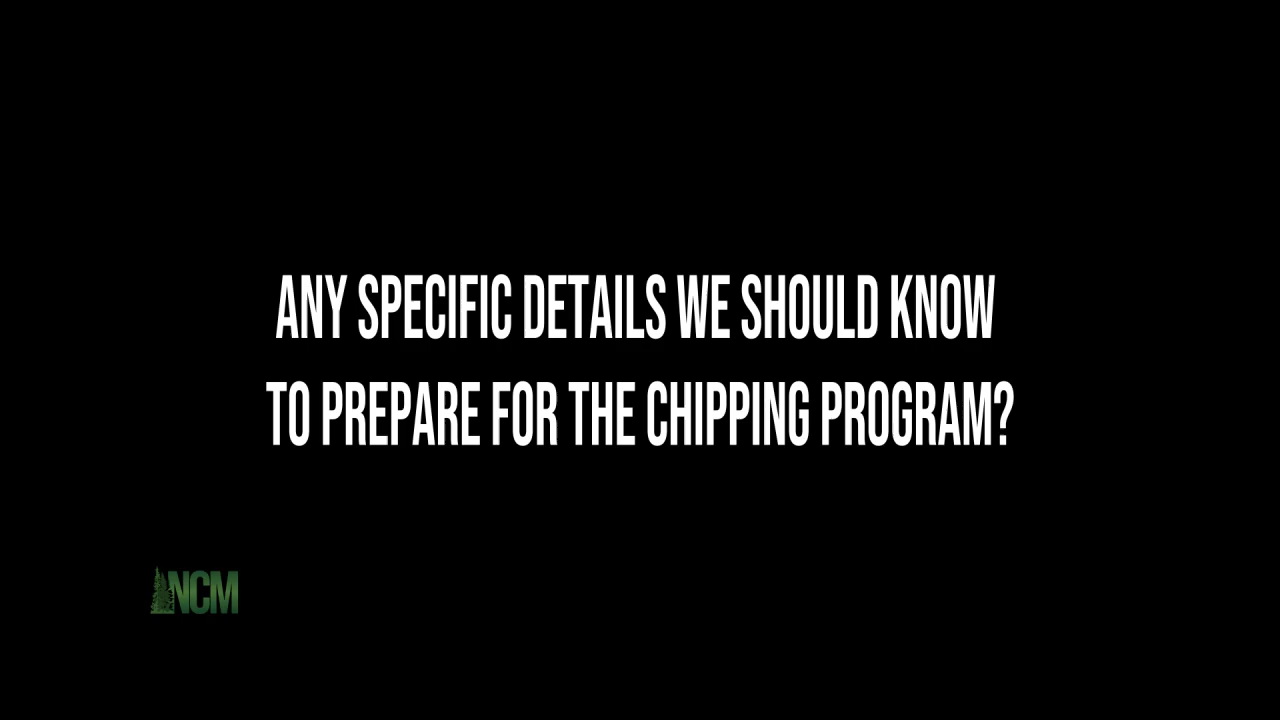 ANY SPECIFIC DETAILS WE SHOULD KNOW
TO PREPARE FOR THE CHIPPING PROGRAM?
NCM